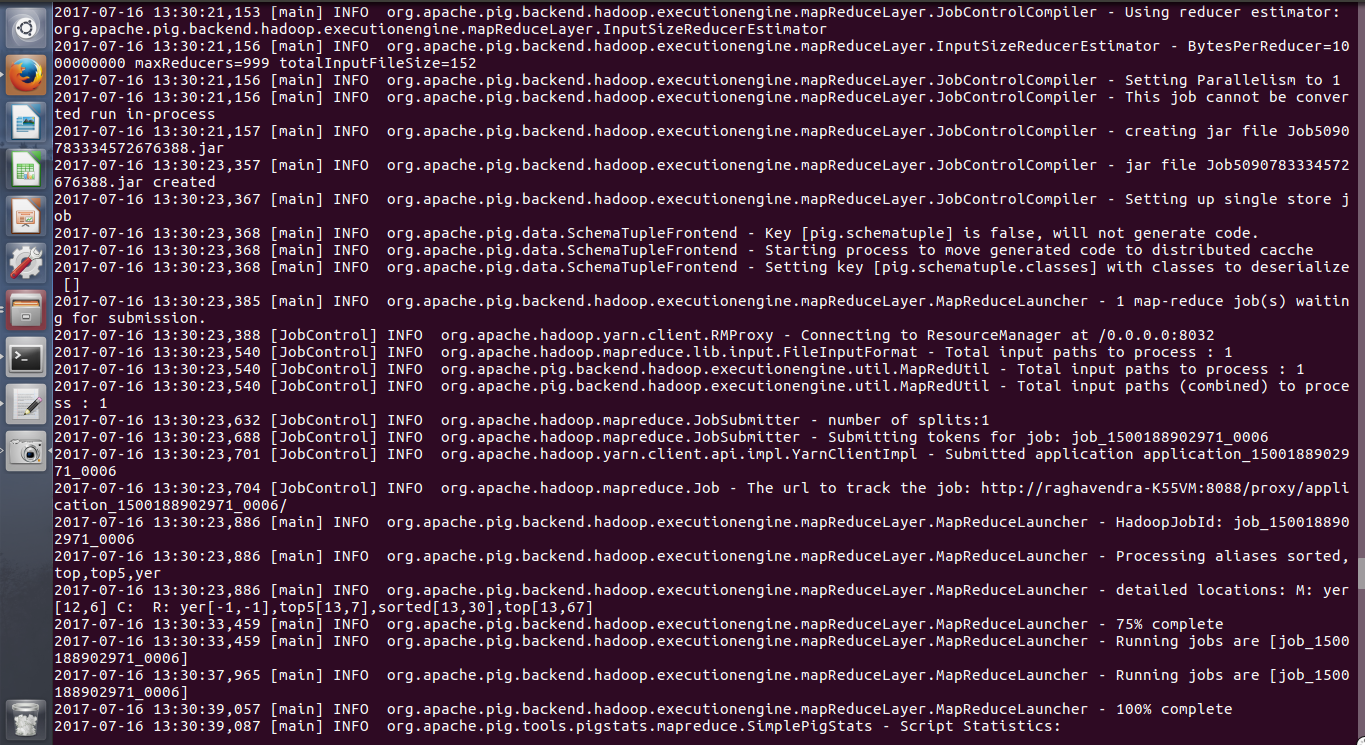 2017-07-16 13:30:21,153 [main] INFO  org.apache.pig.backend.hadoop.executionengine.mapReduceLayer.JobControlCompiler - Using reducer estimator:
org.apache.pig.backend.hadoop.executionengine.mapReduceLayer.InputSizeReducerEstimator
2017-07-16 13:30:21,156 [main] INFO  org.apache.pig.backend.hadoop.executionengine.mapReduceLayer.InputSizeReducerEstimator - BytesPerReducer=10
00000000 maxReducers=999 totalInputFileSize=152
2017-07-16 13:30:21,156 [main] INFO  org.apache.pig.backend.hadoop.executionengine.mapReduceLayer.JobControlCompiler - Setting Parallelism to 1
2017-07-16 13:30:21,156 [main] INFO  org.apache.pig.backend.hadoop.executionengine.mapReduceLayer.JobControlCompiler - This job cannot be conver
ted run in-process
2017-07-16 13:30:21,157 [main] INFO  org.apache.pig.backend.hadoop.executionengine.mapReduceLayer.JobControlCompiler - creating jar file Job5090
783334572676388.jar
2017-07-16 13:30:23,357 [main] INFO  org.apache.pig.backend.hadoop.executionengine.mapReduceLayer.JobControlCompiler - jar file Job5090783334572
676388.jar created
2017-07-16 13:30:23,367 [main] INFO  org.apache.pig.backend.hadoop.executionengine.mapReduceLayer.JobControlCompiler - Setting up single store j
ob
2017-07-16 13:30:23,368 [main] INFO  org.apache.pig.data.SchemaTupleFrontend - Key [pig.schematuple] is false, will not generate code.
2017-07-16 13:30:23,368 [main] INFO  org.apache.pig.data.SchemaTupleFrontend - Starting process to move generated code to distributed cacche
2017-07-16 13:30:23,368 [main] INFO  org.apache.pig.data.SchemaTupleFrontend - Setting key [pig.schematuple.classes] with classes to deserialize
 []
2017-07-16 13:30:23,385 [main] INFO  org.apache.pig.backend.hadoop.executionengine.mapReduceLayer.MapReduceLauncher - 1 map-reduce job(s) waitin
g for submission.
2017-07-16 13:30:23,388 [JobControl] INFO  org.apache.hadoop.yarn.client.RMProxy - Connecting to ResourceManager at /0.0.0.0:8032
2017-07-16 13:30:23,540 [JobControl] INFO  org.apache.hadoop.mapreduce.lib.input.FileInputFormat - Total input paths to process : 1
2017-07-16 13:30:23,540 [JobControl] INFO  org.apache.pig.backend.hadoop.executionengine.util.MapRedUtil - Total input paths to process : 1
2017-07-16 13:30:23,540 [JobControl] INFO  org.apache.pig.backend.hadoop.executionengine.util.MapRedUtil - Total input paths (combined) to proce
ss : 1
2017-07-16 13:30:23,632 [JobControl] INFO  org.apache.hadoop.mapreduce.JobSubmitter - number of splits:1
2017-07-16 13:30:23,688 [JobControl] INFO  org.apache.hadoop.mapreduce.JobSubmitter - Submitting tokens for job: job_1500188902971_0006
2017-07-16 13:30:23,701 [JobControl] INFO  org.apache.hadoop.yarn.client.api.impl.YarnClientImpl - Submitted application application_15001889029
71_0006
2017-07-16 13:30:23,704 [JobControl] INFO  org.apache.hadoop.mapreduce.Job - The url to track the job: http://raghavendra-K55VM:8088/proxy/appli
cation_1500188902971_0006/
2017-07-16 13:30:23,886 [main] INFO  org.apache.pig.backend.hadoop.executionengine.mapReduceLayer.MapReduceLauncher - HadoopJobId: job_150018890
2971_0006
2017-07-16 13:30:23,886 [main] INFO  org.apache.pig.backend.hadoop.executionengine.mapReduceLayer.MapReduceLauncher - Processing aliases sorted,
top,top5,yer
2017-07-16 13:30:23,886 [main] INFO  org.apache.pig.backend.hadoop.executionengine.mapReduceLayer.MapReduceLauncher - detailed locations: M: yer
[12,6] C:  R: yer[-1,-1],top5[13,7],sorted[13,30],top[13,67]
2017-07-16 13:30:33,459 [main] INFO  org.apache.pig.backend.hadoop.executionengine.mapReduceLayer.MapReduceLauncher - 75% complete
2017-07-16 13:30:33,459 [main] INFO  org.apache.pig.backend.hadoop.executionengine.mapReduceLayer.MapReduceLauncher - Running jobs are [job_1500
188902971_0006]
2017-07-16 13:30:37,965 [main] INFO  org.apache.pig.backend.hadoop.executionengine.mapReduceLayer.MapReduceLauncher - Running jobs are [job_1500
188902971_0006]
2017-07-16 13:30:39,057 [main] INFO  org.apache.pig.backend.hadoop.executionengine.mapReduceLayer.MapReduceLauncher - 100% complete
2017-07-16 13:30:39,087 [main] INFO  org.apache.pig.tools.pigstats.mapreduce.SimplePigStats - Script Statistics: